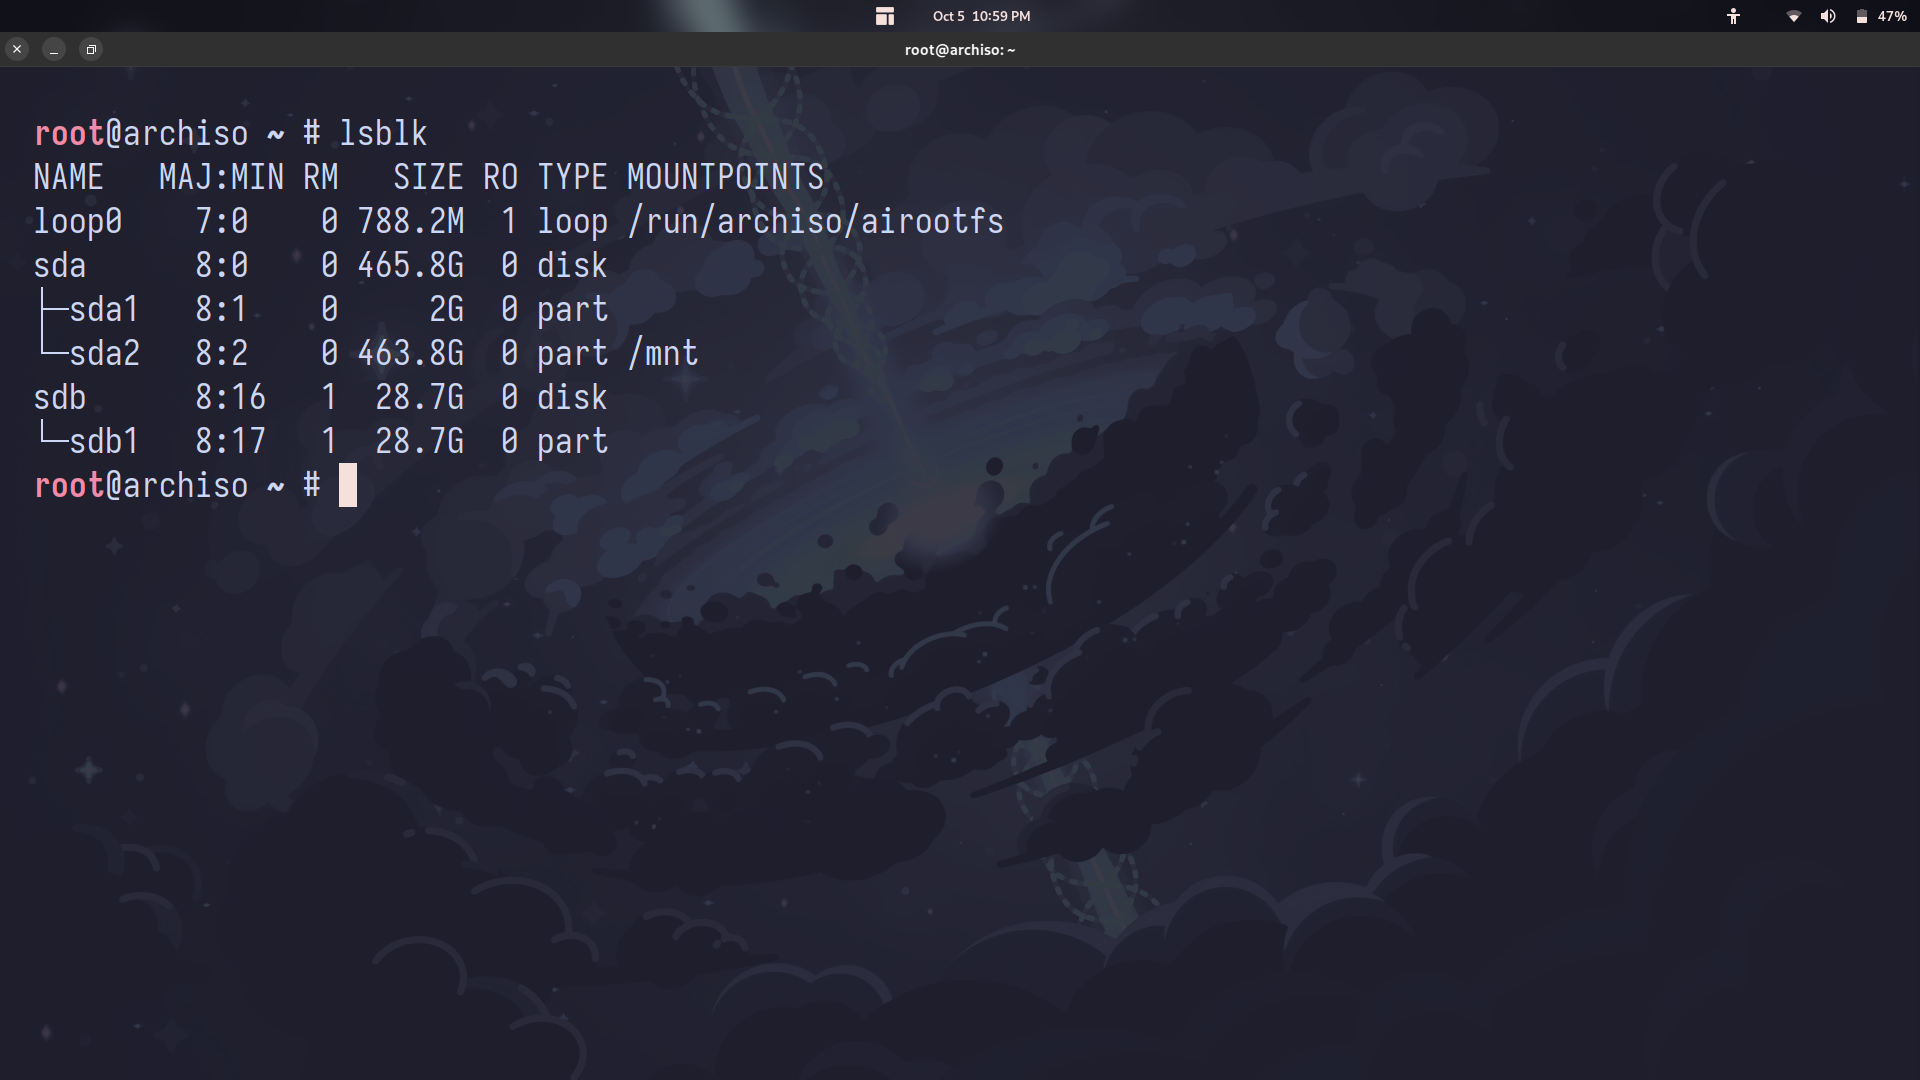 Oct 5 10:59 PM
47%
root@archiso: ~
root@archiso ~ # lsblk
NAME MAJ:MIN RM SIZE RO TYPE MOUNTPOINTS
loop0 7:0 0 788.2M 1 loop /run/archiso/airootfs
sda 8:0 0 465.8G 0 disk
├─sda1 8:1 0 2G 0 part
└─sda2 8:2 0 463.8G 0 part /mnt
sdb 8:16 1 28.7G 0 disk
└─sdb1 8:17 1 28.7G 0 part
root@archiso ~ #